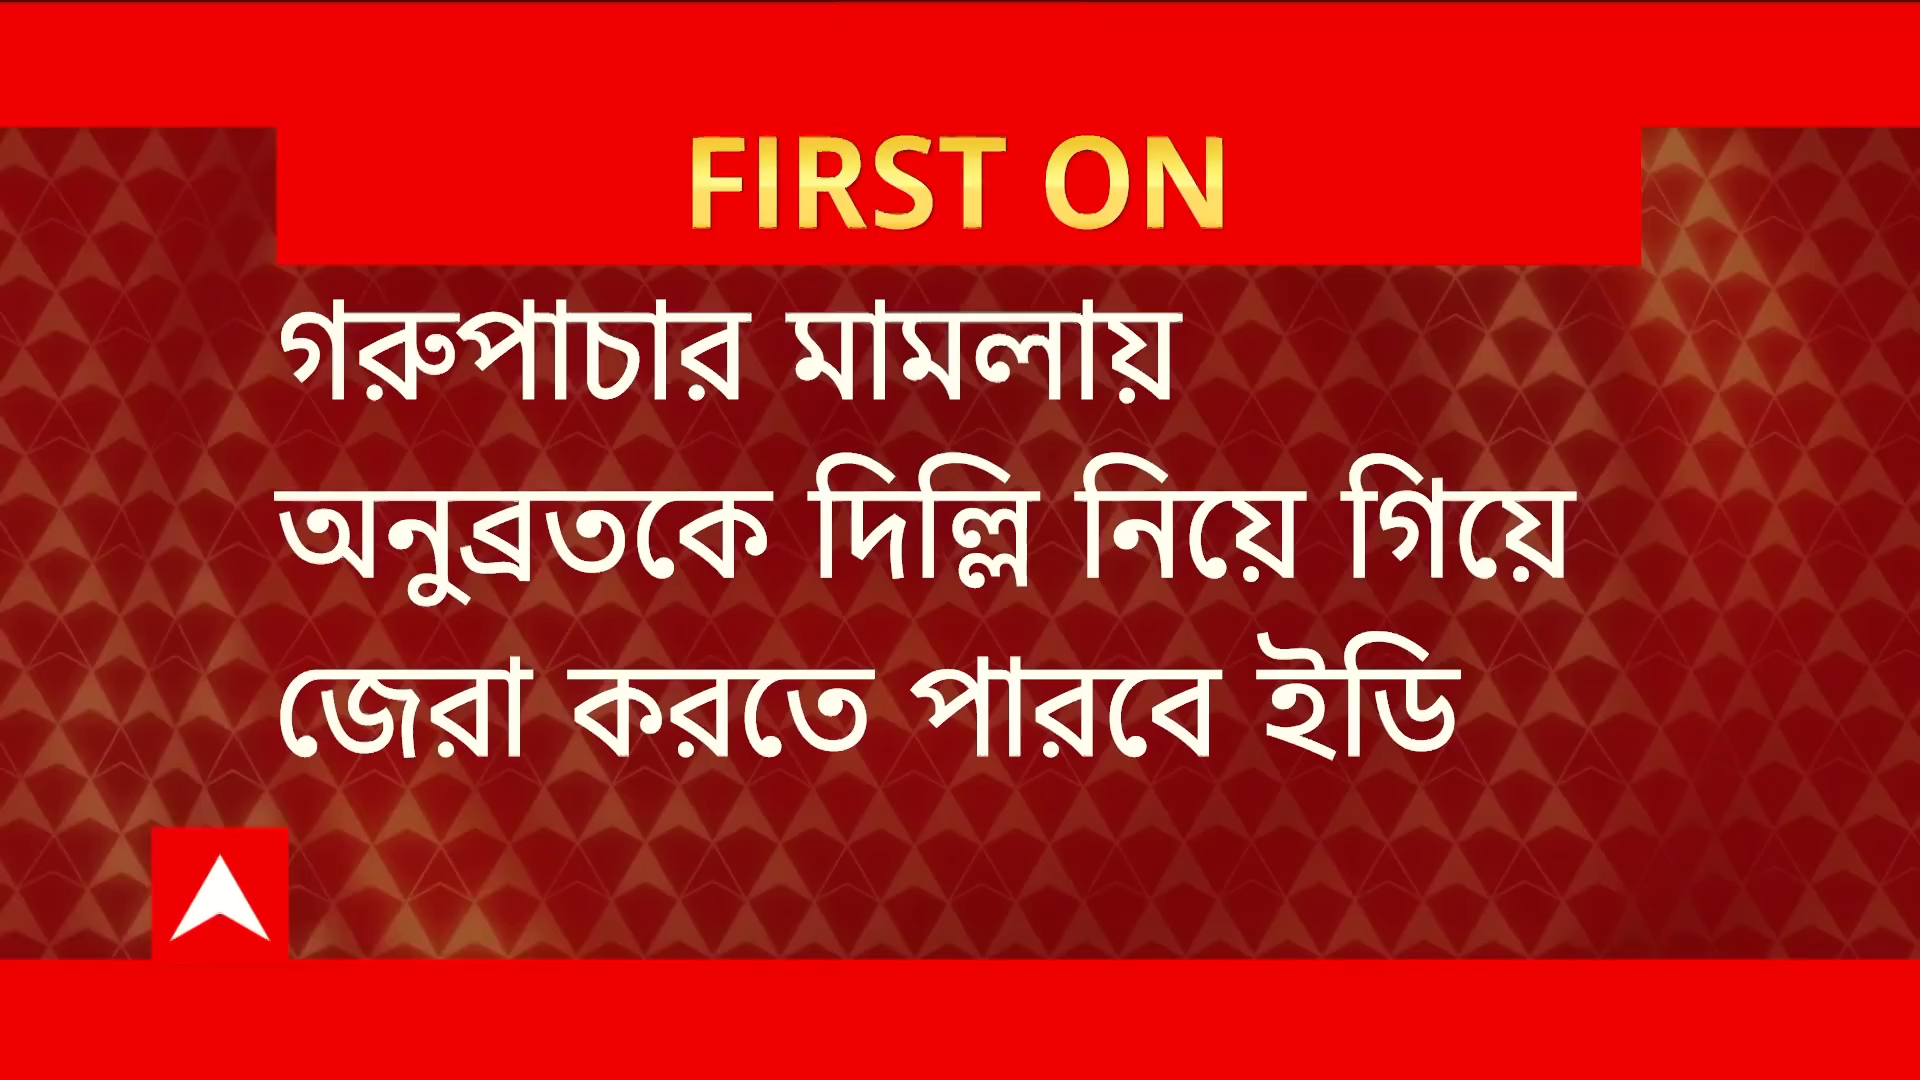 FIRST ON
গরুপাচার মামলায়
অনুব্রতকে দিল্লি নিয়ে গিয়ে
জেরা করতে পারবে ইডি